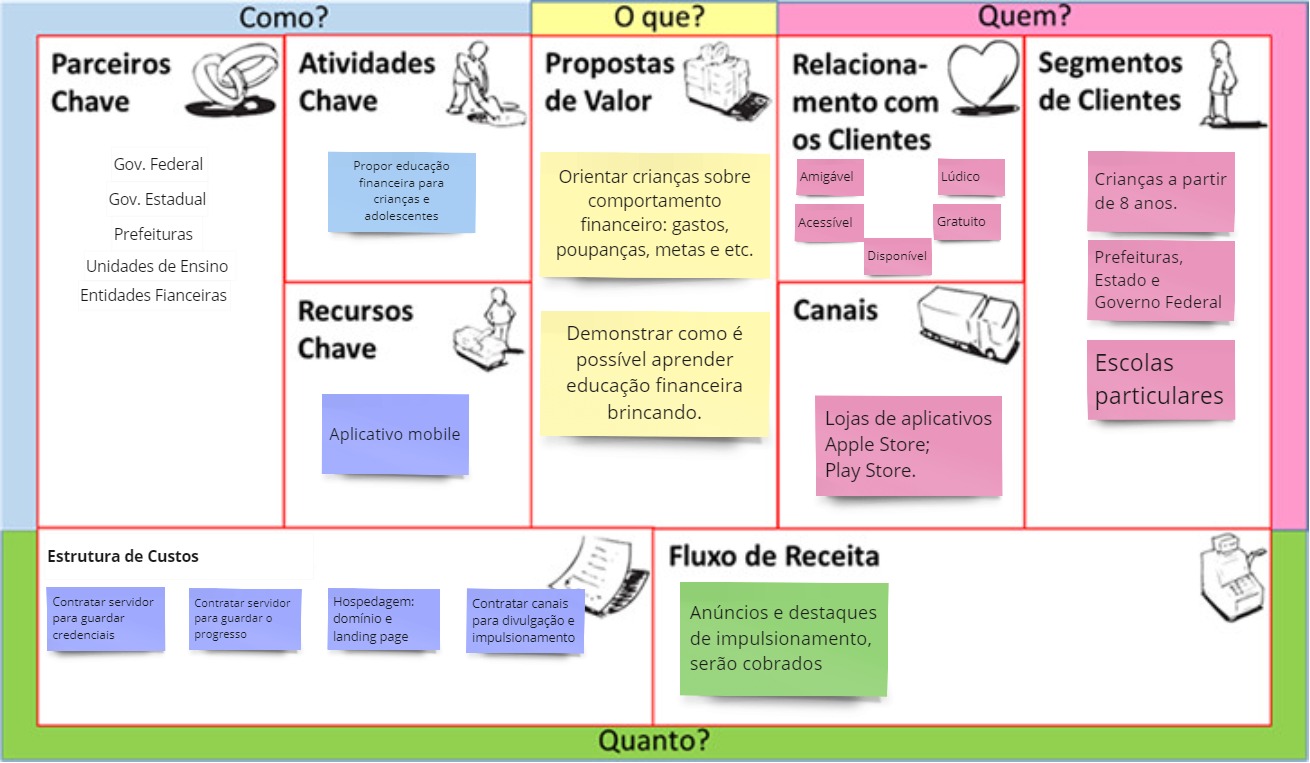 Como?
O que?
Quem?
Parceiros
Chave
Gov. Federal
Gov. Estadual
Prefeituras
Unidades de Ensino
Entidades Fianceiras
Atividades
Chave
Propor educação
financeira para
crianças e
adolescentes
Recursos
Chave
Aplicativo mobile
Propostas
de Valor
Orientar crianças sobre
comportamento
financeiro: gastos,
poupanças, metas e etc.
Demonstrar como é
possível aprender
educação financeira
brincando.
Relaciona-
mento com
os Clientes
Amigável
Lúdico
Acessível
Gratuito
Disponível
Canais
Lojas de aplicativos
Apple Store;
Play Store.
Segmentos
de Clientes
Crianças a partir
de 8 anos.
Prefeituras,
Estado e
Governo Federal
Escolas
particulares
Estrutura de Custos
Contratar servidor
para guardar
credenciais
Contratar servidor
para guardar o
progresso
Hospedagem:
domínio e
landing page
Contratar canais
para divulgação e
impulsionamento
Fluxo de Receita
Anúncios e destaques
de impulsionamento,
serão cobrados
Quanto?